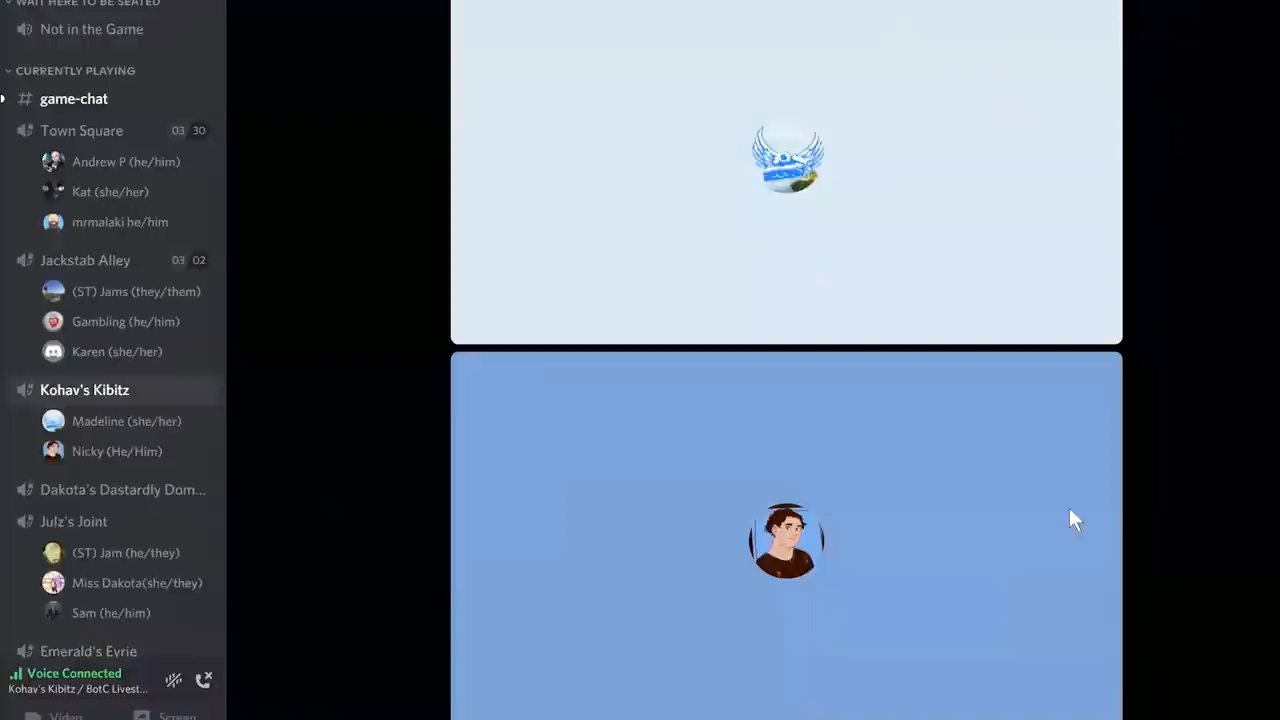 WAIT HERE TO BE SEATED
Not in the Game
CURRENTLY PLAYING
game-chat
Town Square 03 30
Andrew P (he/him)
Kat (she/her)
mrmalaki he/him
Jackstab Alley 03 02
(ST) Jams (they/them)
Gambling (he/him)
Karen (she/her)
Kohav's Kibitz
Madeline (she/her)
Nicky (He/Him)
Dakota's Dastardly Dom...
Julz's Joint
(ST) Jam (he/they)
Miss Dakota(she/they)
Sam (he/him)
Emerald's Eyrie
Voice Connected
Kohav's Kibitz / BotC Livest...
Video Screen